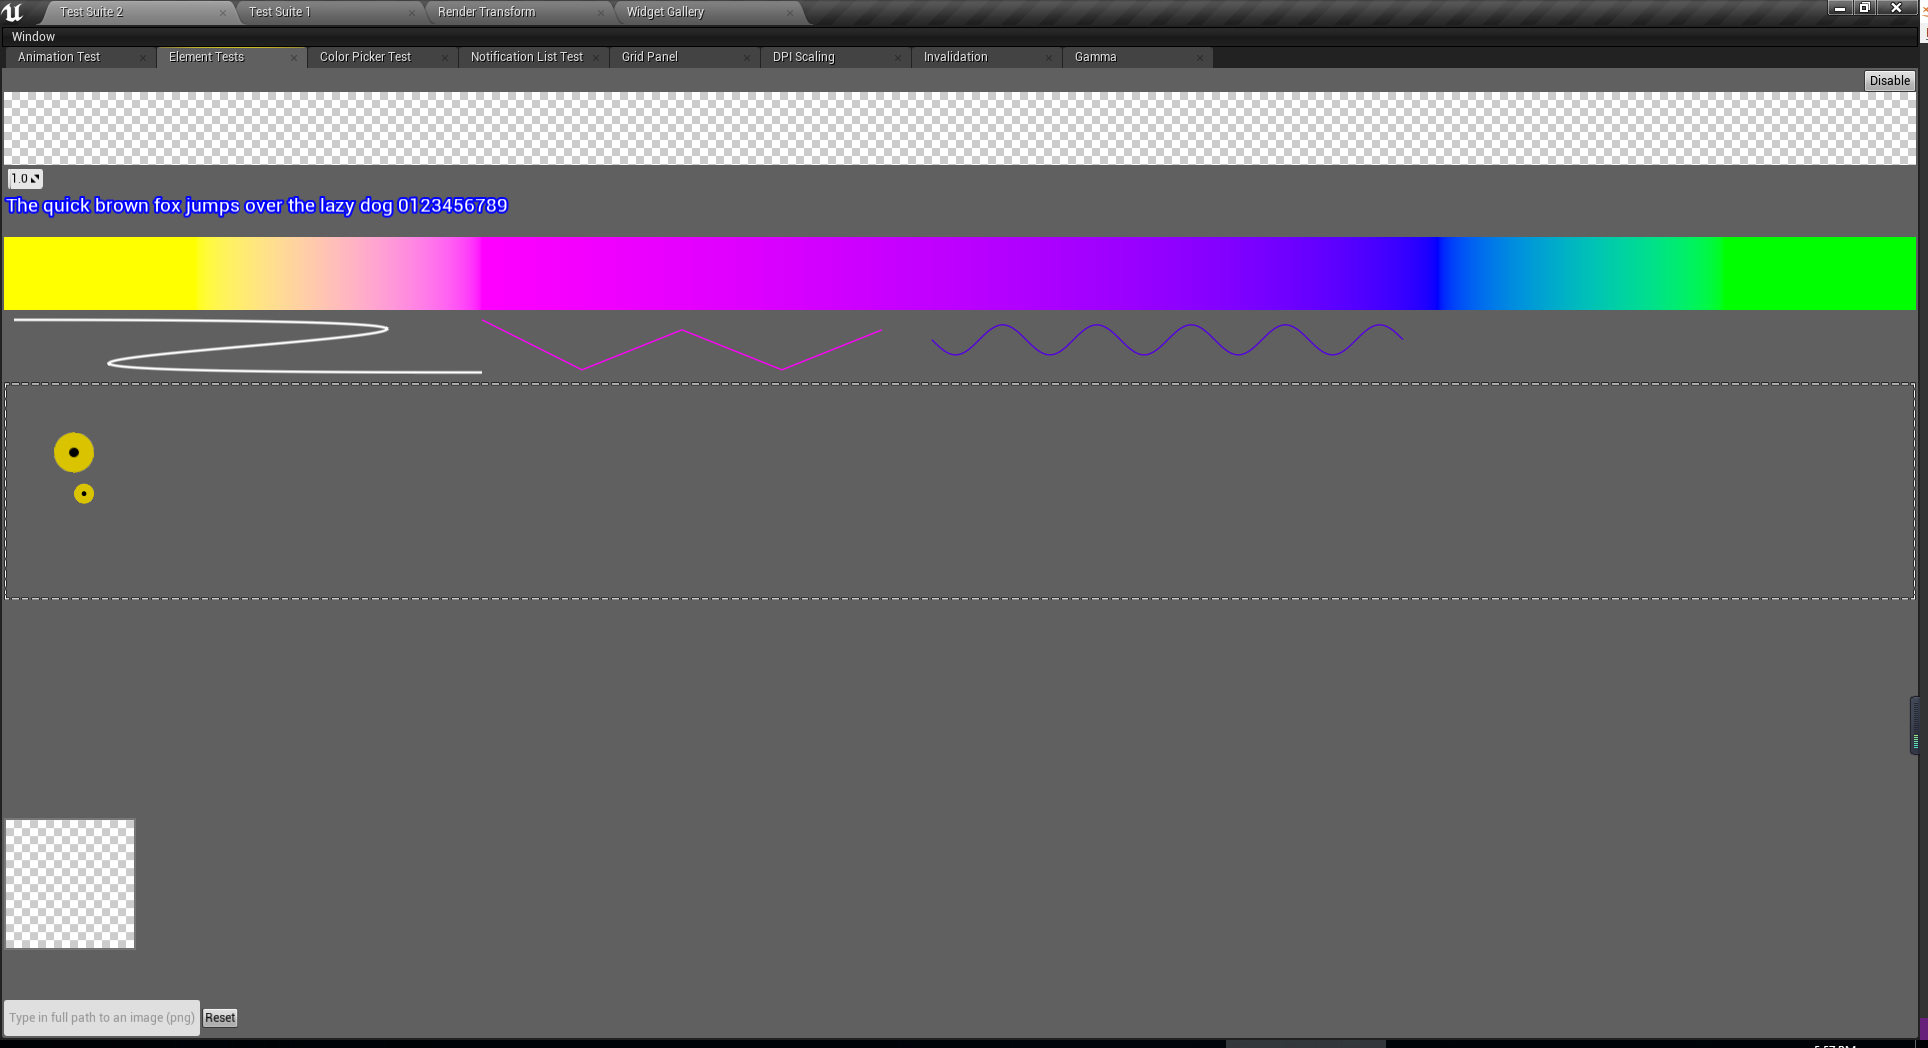 Test Suite 2
Test Suite 1
Render Transform
Widget Gallery
Window
Animation Test
Element Tests
Color Picker Test
Notification List Test
Grid Panel
DPI Scaling
Invalidation
Gamma
Disable
1.0
The quick brown fox jumps over the lazy dog 0123456789
Type in full path to an image (png)
Reset